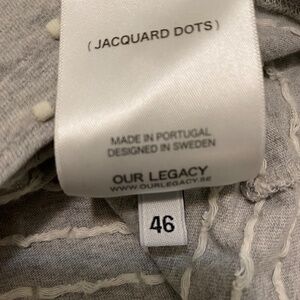 ( JACQUARD DOTS )
MADE IN PORTUGAL
DESIGNED IN SWEDEN
OUR LEGACY
WWW.OURLEGACY.SE
46